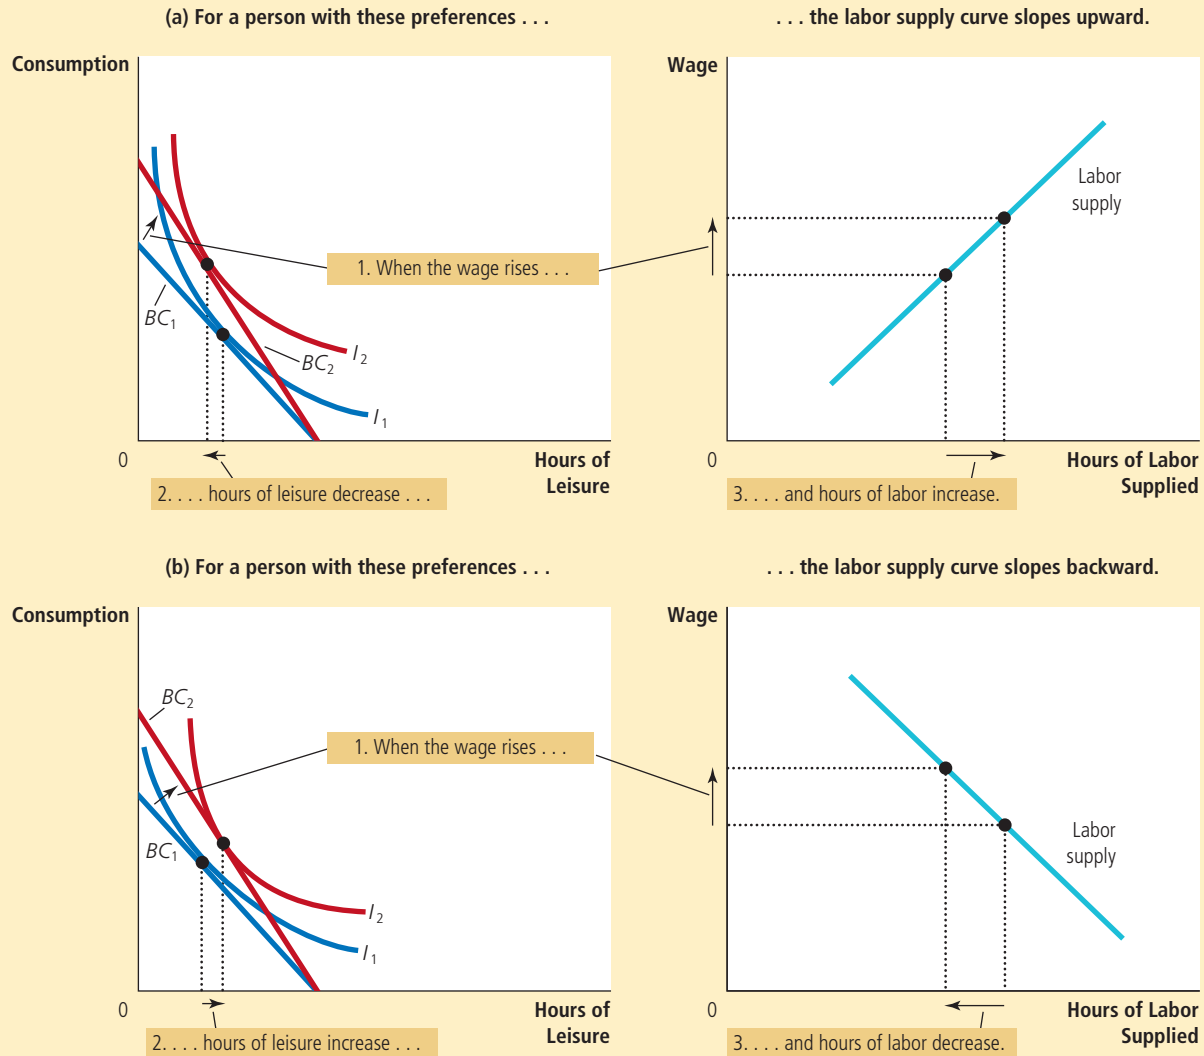 (a) For a person with these preferences . . .
. . . the labor supply curve slopes upward.
Consumption
Wage
Labor
supply
1. When the wage rises . . .
BC1
BC2
I2
I1
0
Hours of
Leisure
0
Hours of Labor
Supplied
2. . . . hours of leisure decrease . . .
3. . . . and hours of labor increase.
(b) For a person with these preferences . . .
. . . the labor supply curve slopes backward.
Consumption
Wage
BC2
1. When the wage rises . . .
BC1
Labor
supply
I2
I1
0
Hours of
Leisure
0
Hours of Labor
Supplied
2. . . . hours of leisure increase . . .
3. . . . and hours of labor decrease.